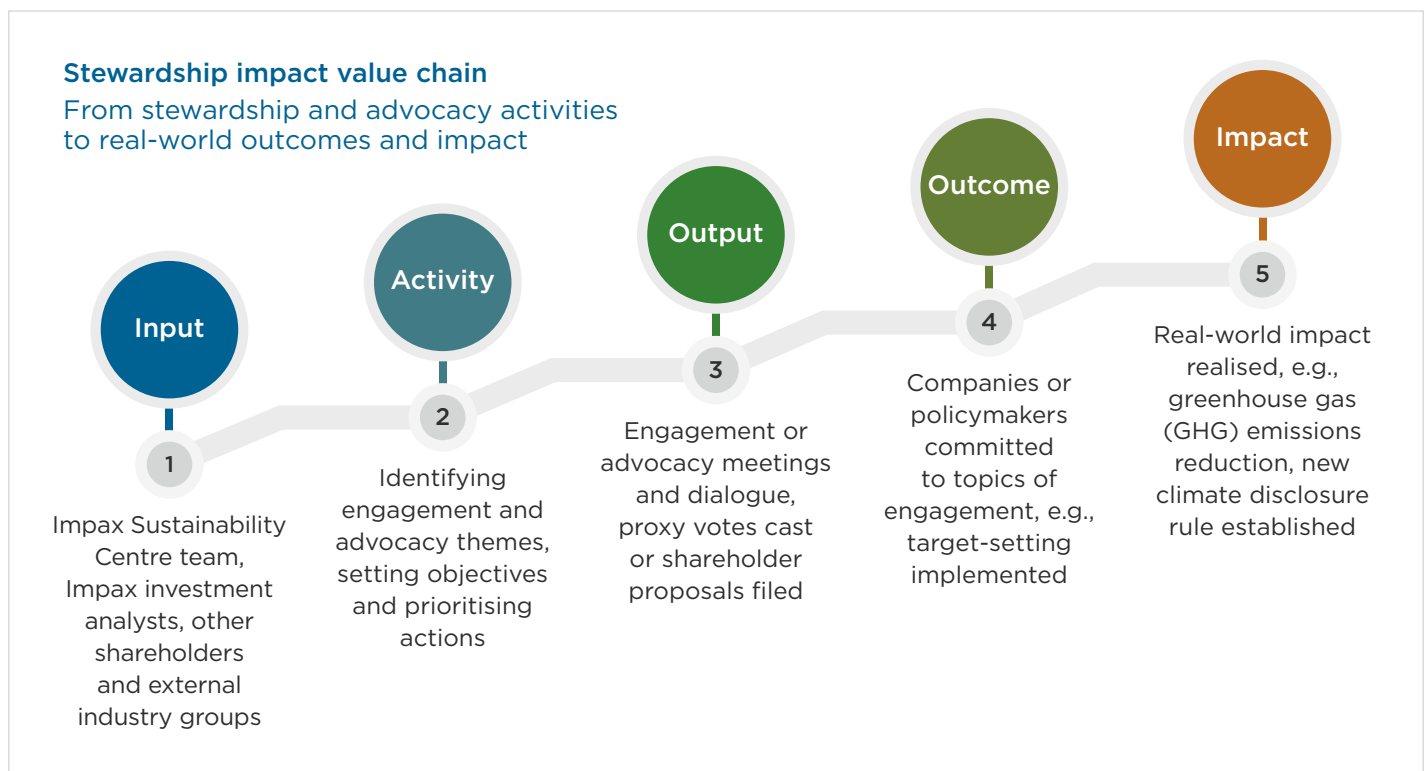 Stewardship impact value chain
From stewardship and advocacy activities
to real-world outcomes and impact
Input
1
Impax Sustainability
Centre team,
Impax investment
analysts, other
shareholders
and external
industry groups
Activity
2
Identifying
engagement and
advocacy themes,
setting objectives
and prioritising
actions
Output
3
Engagement or
advocacy meetings
and dialogue,
proxy votes cast
or shareholder
proposals filed
Outcome
4
Companies or
policymakers
committed
to topics of
engagement, e.g.,
target-setting
implemented
Impact
5
Real-world impact
realised, e.g.,
greenhouse gas
(GHG) emissions
reduction, new
climate disclosure
rule established